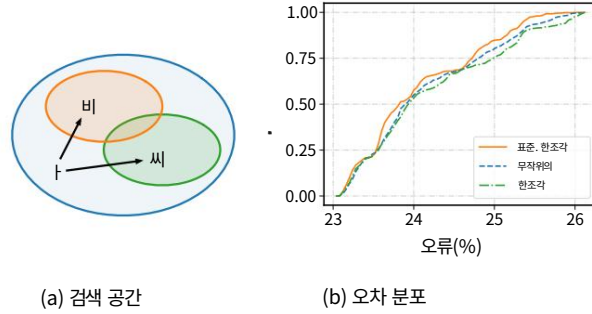 비
씨
ㅏ
(a) 검색 공간
1.00
0.75
0.50
0.25
0.00
표준. 한조각
무작위의
한조각
23
24
25
26
오류(%)
(b) 오차 분포